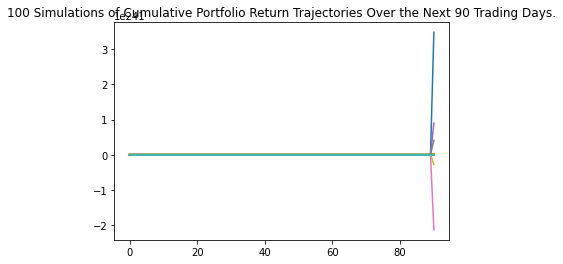 100 Simulations of Cumulative Portfolio Return Trajectories Over the Next 90 Trading Days.
1e241
3
2
1
0
−1
−2
0 20 40 60 80